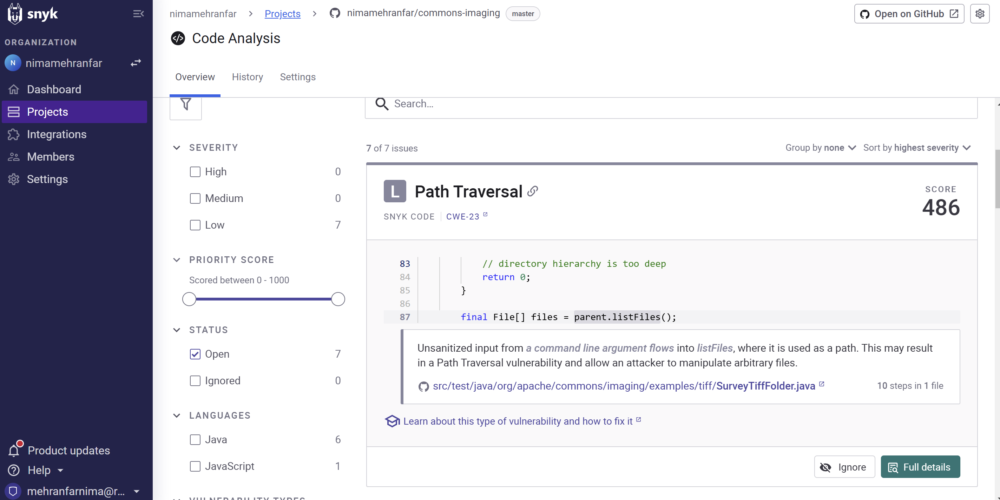 snyk
ORGANIZATION
N nimamehranfar
Dashboard
Projects
Integrations
Members
Settings
Product updates
Help
mehranfarnima@r...
nimamehranfar > Projects > nimamehranfar/commons-imaging master
Open on GitHub
Code Analysis
Overview History Settings
Search...
SEVERITY
High 0
Medium 0
Low 7
PRIORITY SCORE
Scored between 0 - 1000
STATUS
Open 7
Ignored 0
LANGUAGES
Java 6
JavaScript 1
VULNERABILITY TYPES
7 of 7 issues
Group by none Sort by highest severity
L Path Traversal
SCORE
486
SNYK CODE | CWE-23
83 // directory hierarchy is too deep
84 return 0;
85 }
86
87 final File[] files = parent.listFiles();
Unsanitized input from a command line argument flows into listFiles, where it is used as a path. This may result
in a Path Traversal vulnerability and allow an attacker to manipulate arbitrary files.
src/test/java/org/apache/commons/imaging/examples/tiff/SurveyTiffFolder.java
10 steps in 1 file
Learn about this type of vulnerability and how to fix it
Ignore
Full details